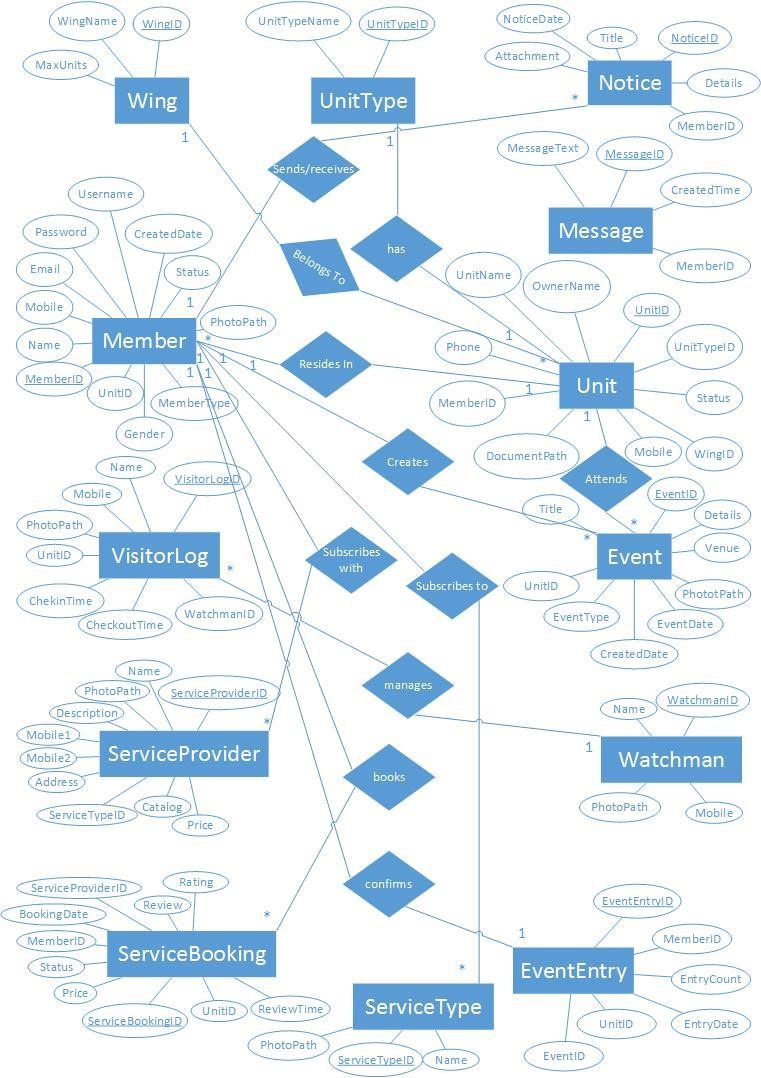 WingName
WingID
MaxUnits
Wing
1
UnitTypeName
UnitTypeID
UnitType
1
NoticeDate
Title
NoticeID
Attachment
Details
Notice
MemberID
*
Sends/receives
MessageText
MessageID
CreatedTime
Message
MemberID
Username
Password
CreatedDate
Email
Status
Mobile
1
PhotoPath
Name
Member
*
MemberID
UnitID
MemberType
Gender
1
1
1
1
1
Belongs To
has
Resides In
UnitName
OwnerName
UnitID
Phone
UnitTypeID
1
*
Unit
MemberID
1
Status
1
DocumentPath
Mobile
WingID
Creates
Attends
Name
Mobile
VisitorLogID
PhotoPath
UnitID
VisitorLog
*
ChekinTime
CheckoutTime
WatchmanID
Subscribes
with
Subscribes to
Title
EventID
*
*
Details
Event
Venue
UnitID
PhototPath
EventType
EventDate
CreatedDate
manages
Name
PhotoPath
ServiceProviderID
Description
*
Mobile1
Mobile2
ServiceProvider
Address
ServiceTypeID
Catalog
Price
Name
WatchmanID
1
Watchman
PhotoPath
Mobile
books
confirms
ServiceProviderID
Rating
Review
BookingDate
*
MemberID
ServiceBooking
Status
Price
ServiceBookingID
UnitID
ReviewTime
*
ServiceType
PhotoPath
ServiceTypeID
Name
EventEntryID
1
MemberID
EventEntry
EntryCount
UnitID
EntryDate
EventID